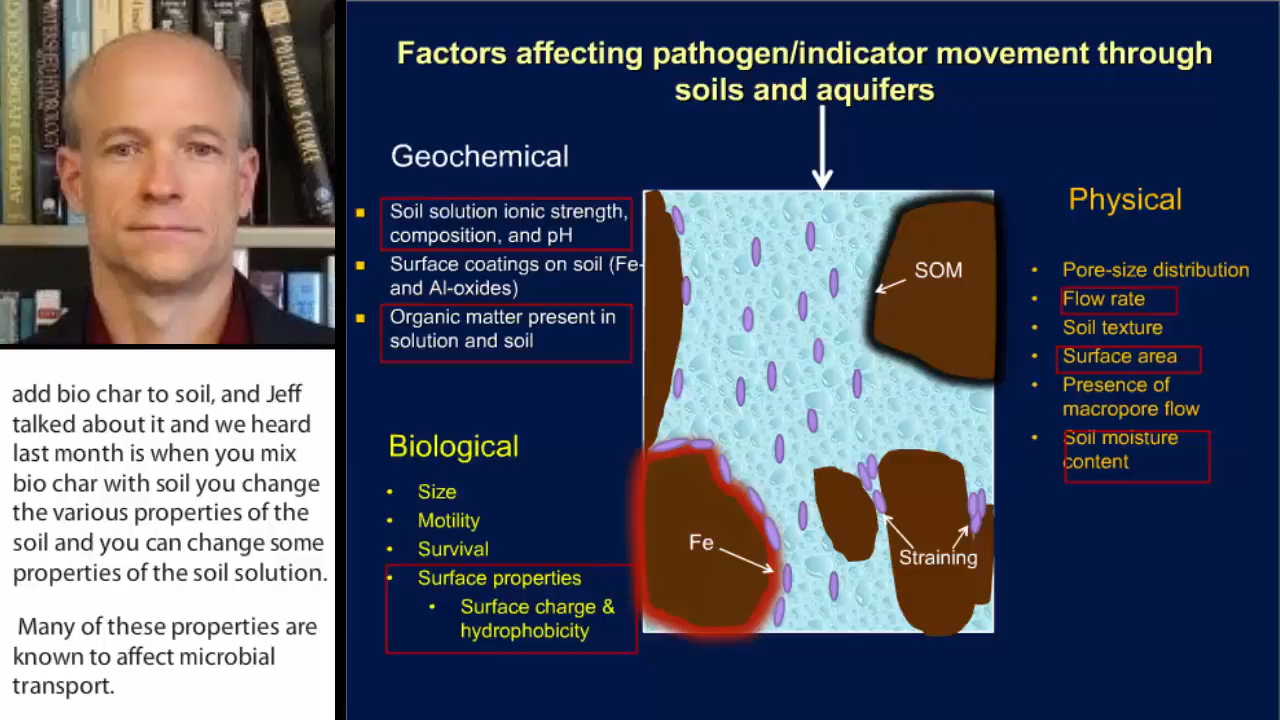 APPLIED HYDROGEOLOGY
POLLUTION SCIENCE
add bio char to soil, and Jeff
talked about it and we heard
last month is when you mix
bio char with soil you change
the various properties of the
soil and you can change some
properties of the soil solution.
Many of these properties are
known to affect microbial
transport.
Factors affecting pathogen/indicator movement through
soils and aquifers
Geochemical
▪ Soil solution ionic strength,
composition, and pH
▪ Surface coatings on soil (Fe-
and Al-oxides)
▪ Organic matter present in
solution and soil
Biological
• Size
• Motility
• Survival
• Surface properties
• Surface charge &
hydrophobicity
SOM
Fe
Straining
Physical
• Pore-size distribution
• Flow rate
• Soil texture
• Surface area
• Presence of
macropore flow
• Soil moisture
content